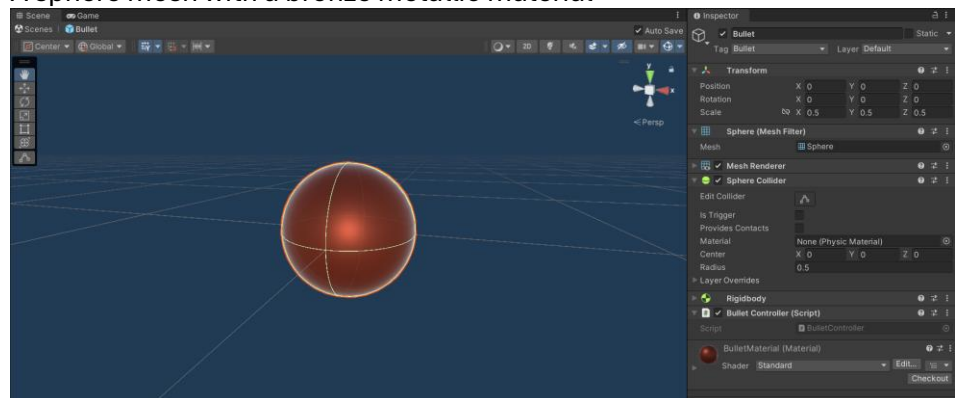 A sphere mesh with a bronze metallic material
Scene Game
Scenes Bullet Auto Save
Center Global 2D
y
x
Persp
Inspector
Bullet Static
Tag Bullet Layer Default
Transform
Position X 0 Y 0 Z 0
Rotation X 0 Y 0 Z 0
Scale X 0.5 Y 0.5 Z 0.5
Sphere (Mesh Filter)
Mesh Sphere
Mesh Renderer
Sphere Collider
Edit Collider
Is Trigger
Provides Contacts
Material None (Physic Material)
Center X 0 Y 0 Z 0
Radius 0.5
Layer Overrides
Rigidbody
Bullet Controller (Script)
Script BulletController
BulletMaterial (Material)
Shader Standard Edit...
Checkout